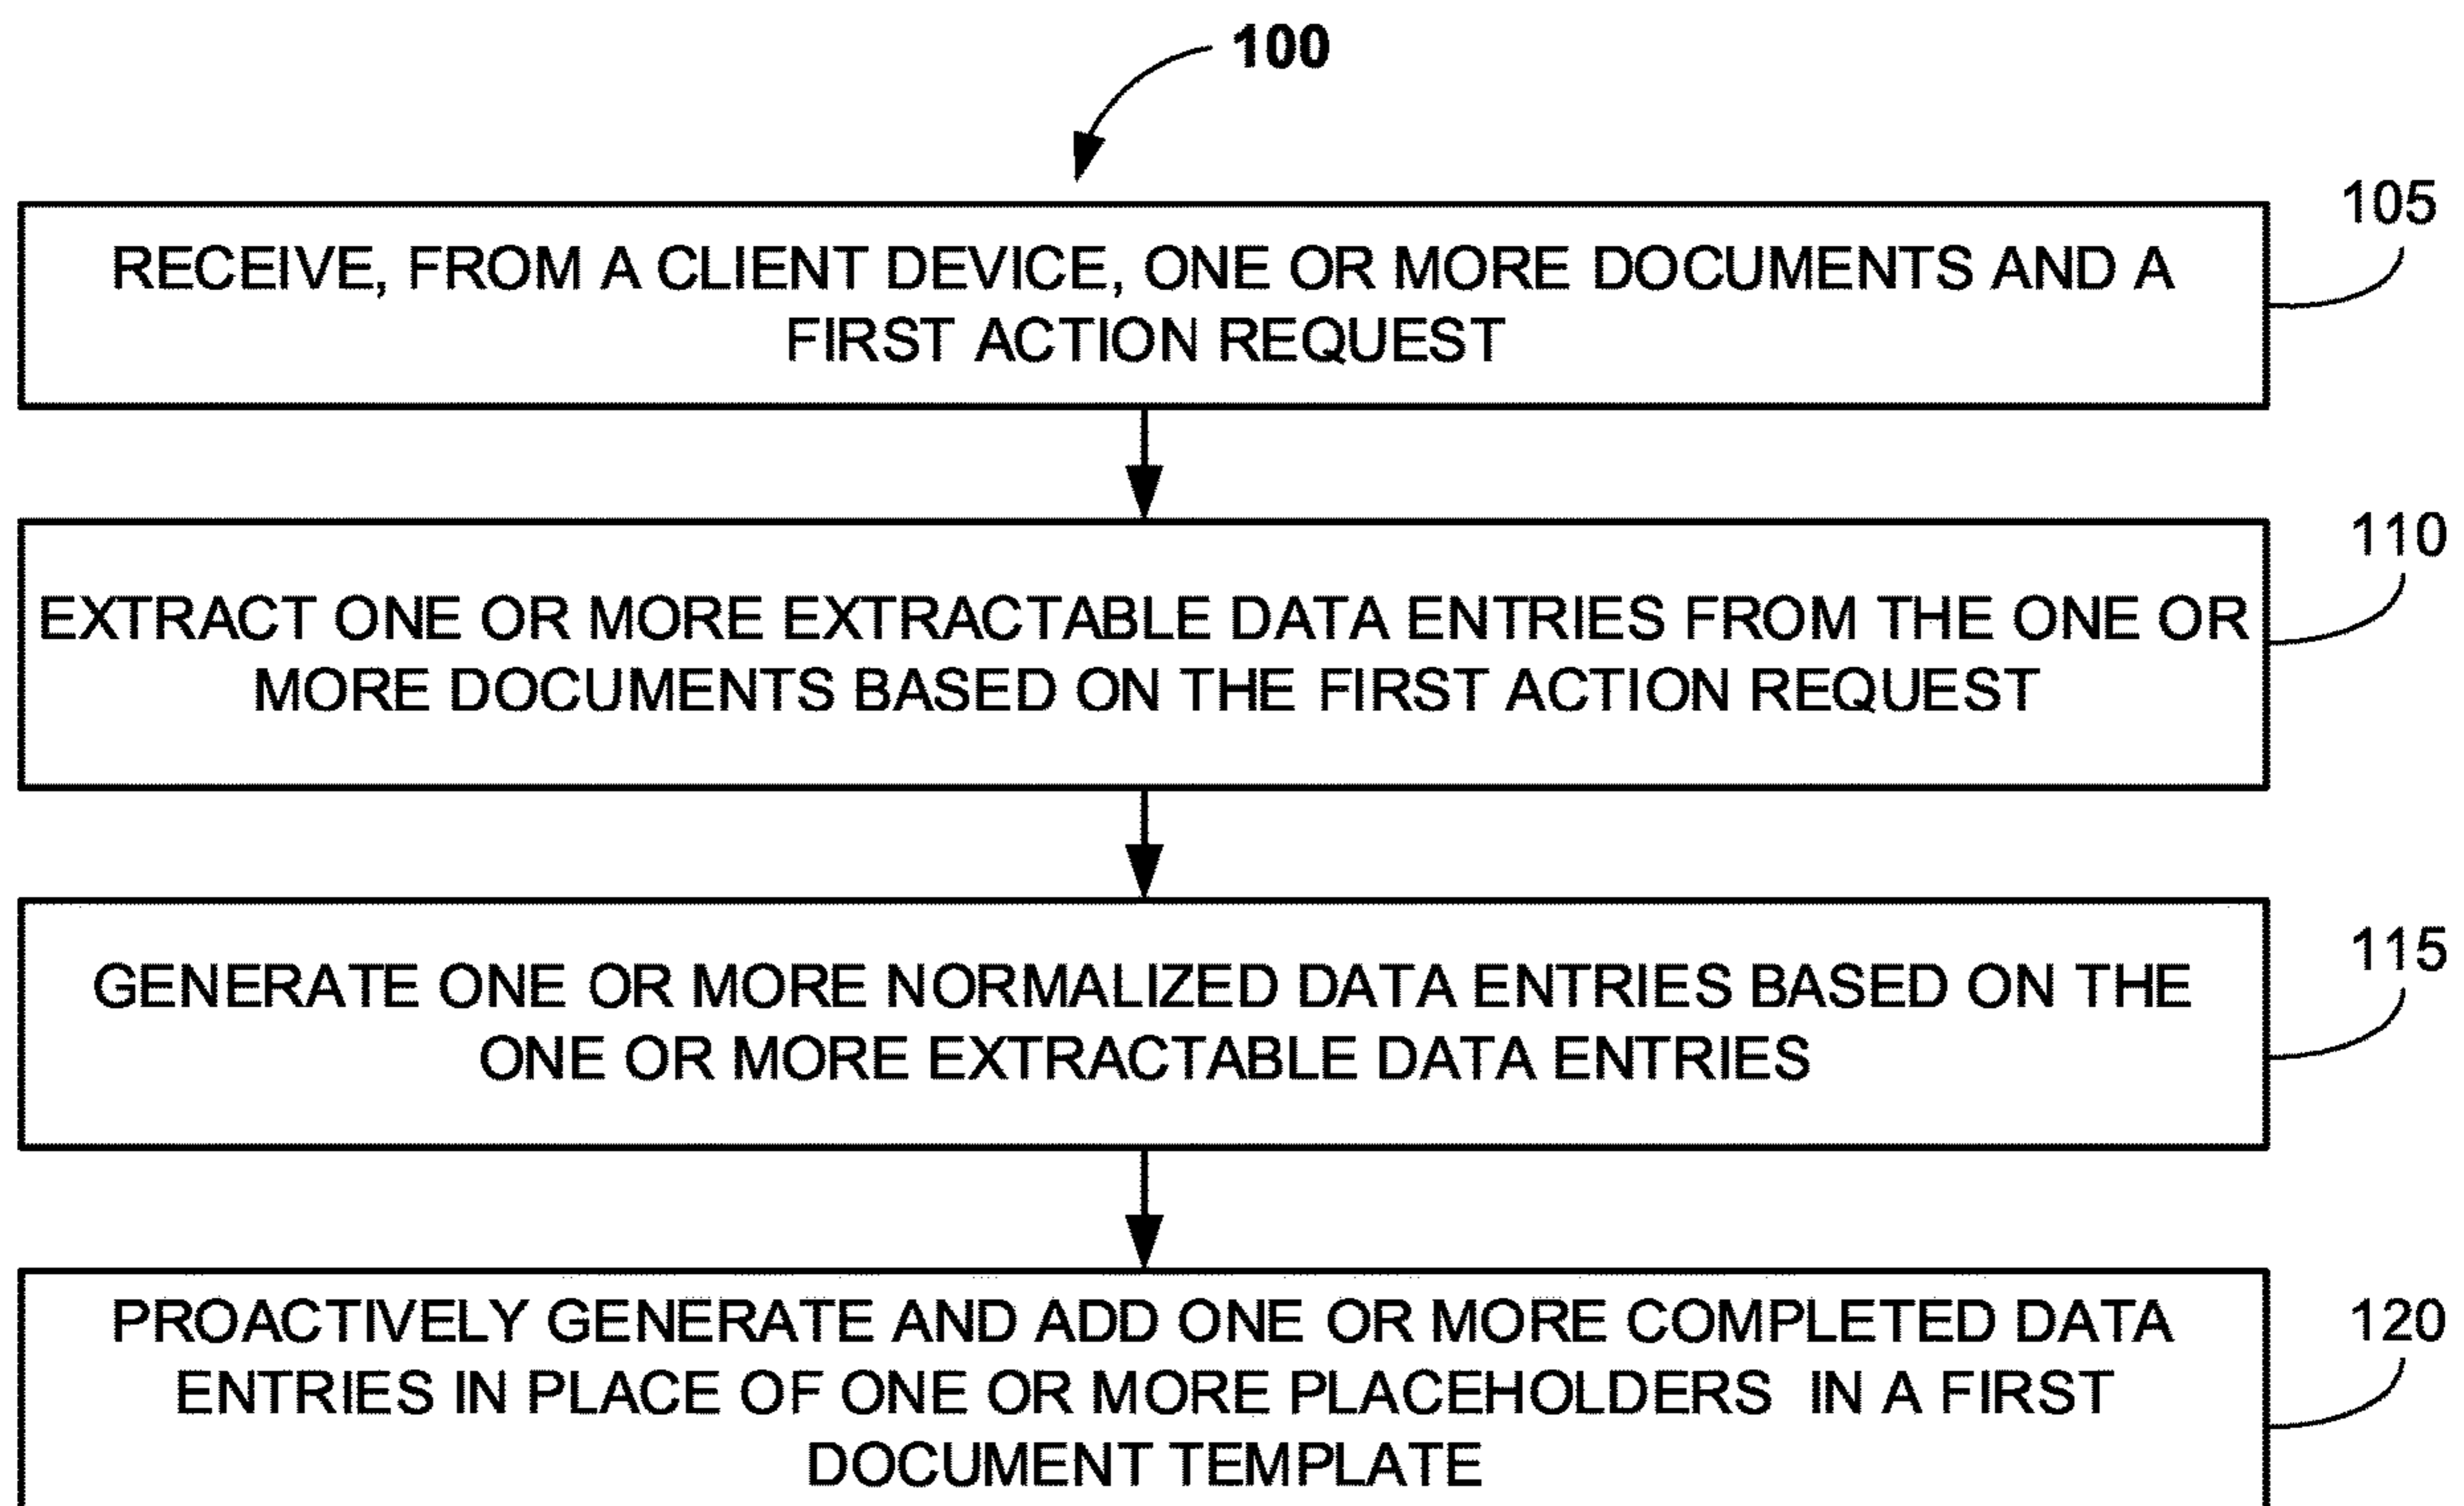 100
105
RECEIVE, FROM A CLIENT DEVICE, ONE OR MORE DOCUMENTS AND A
FIRST ACTION REQUEST
110
EXTRACT ONE OR MORE EXTRACTABLE DATA ENTRIES FROM THE ONE OR
MORE DOCUMENTS BASED ON THE FIRST ACTION REQUEST
115
GENERATE ONE OR MORE NORMALIZED DATA ENTRIES BASED ON THE
ONE OR MORE EXTRACTABLE DATA ENTRIES
120
PROACTIVELY GENERATE AND ADD ONE OR MORE COMPLETED DATA
ENTRIES IN PLACE OF ONE OR MORE PLACEHOLDERS IN A FIRST
DOCUMENT TEMPLATE